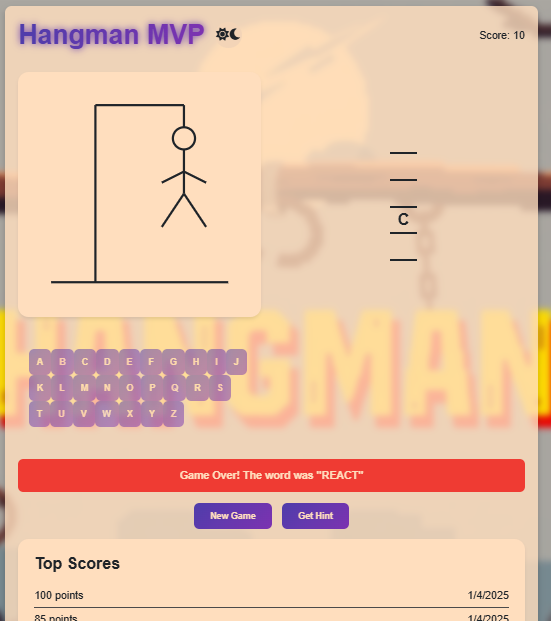 Hangman MVP
Score: 10
C
A B C D E F G H I J
K L M N O P Q R S
T U V W X Y Z
HANGMAN
Game Over! The word was "REACT"
New Game Get Hint
Top Scores
100 points 1/4/2025
85 points 1/4/2025